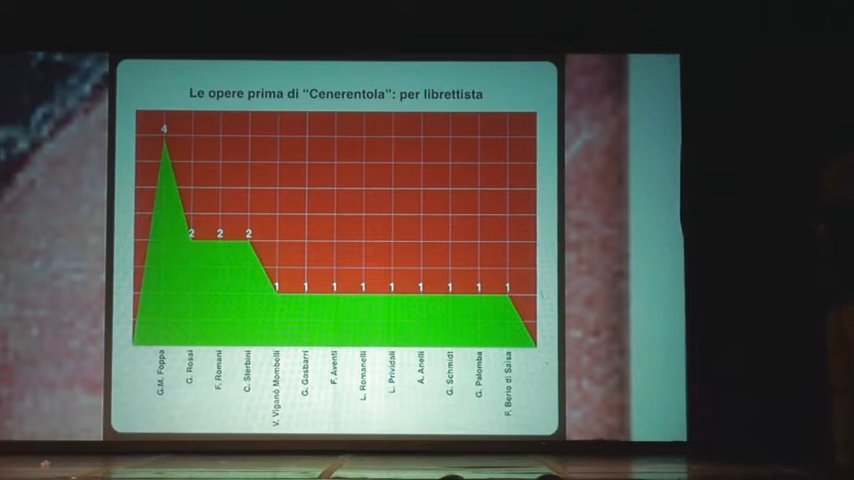 Le opere prima di "Cenerentola": per librettista
4
2 2 2
1 1 1 1 1 1 1 1 1
G.M. Foppa
G. Rossi
F. Romani
C. Sterbini
V. Viganò Mombelli
G. Gasbarri
F. Aventi
L. Romanelli
L. Prividali
A. Anelli
G. Schmidt
G. Palomba
F. Berio di Salsa